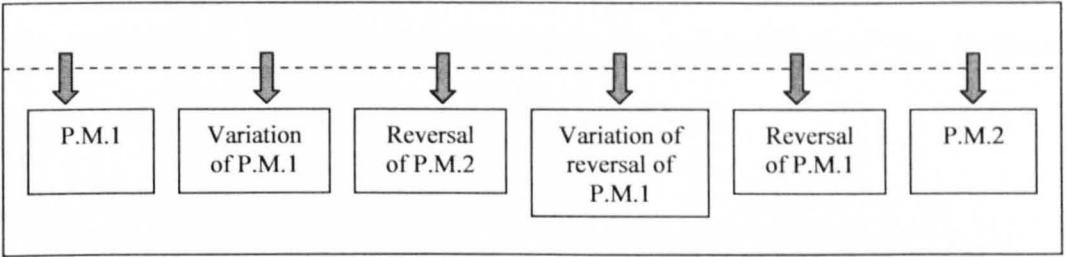 P.M.1
Variation
of P.M.1
Reversal
of P.M.2
Variation of
reversal of
P.M.1
Reversal
of P.M.1
P.M.2